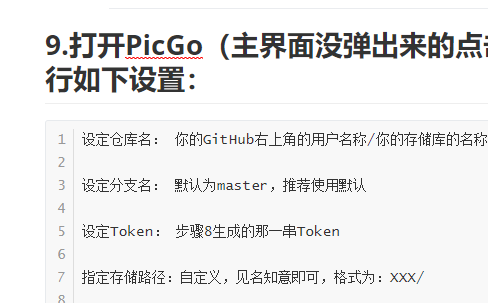 9.打开PicGo（主界面没弹出来的点击
行如下设置：
1 设定仓库名： 你的GitHub右上角的用户名称/你的存储库的名称
2
3 设定分支名： 默认为master，推荐使用默认
4
5 设定Token： 步骤8生成的那一串Token
6
7 指定存储路径：自定义，见名知意即可，格式为：XXX/
8